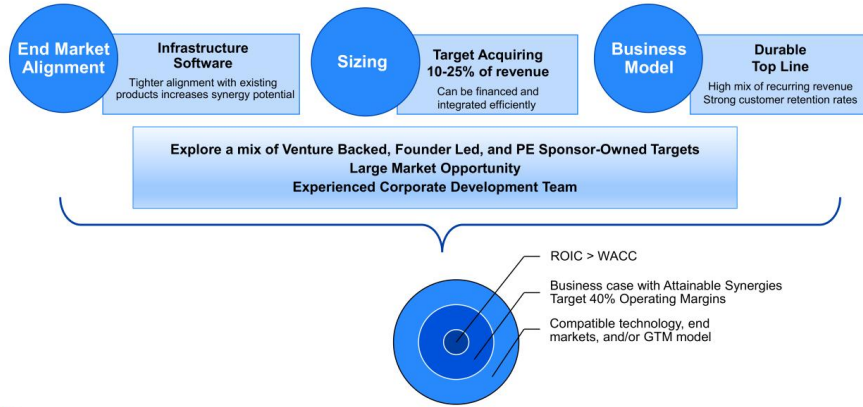 End Market
Alignment
Infrastructure
Software
Tighter alignment with existing
products increases synergy potential
Sizing
Target Acquiring
10-25% of revenue
Can be financed and
integrated efficiently
Business
Model
Durable
Top Line
High mix of recurring revenue
Strong customer retention rates
Explore a mix of Venture Backed, Founder Led, and PE Sponsor-Owned Targets
Large Market Opportunity
Experienced Corporate Development Team
ROIC > WACC
Business case with Attainable Synergies
Target 40% Operating Margins
Compatible technology, end
markets, and/or GTM model